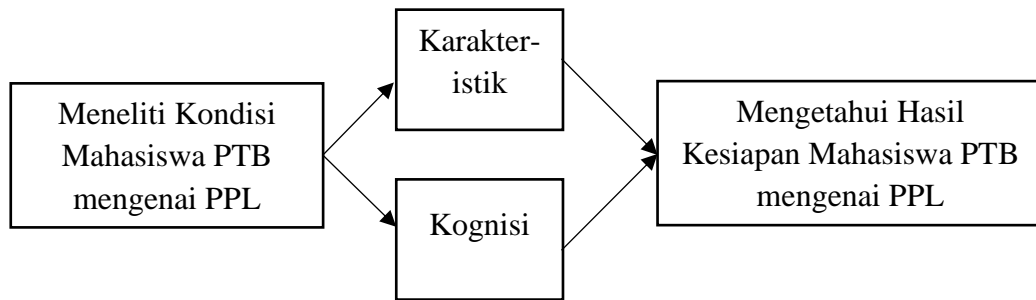 Meneliti Kondisi
Mahasiswa PTB
mengenai PPL
Karakter-
istik
Kognisi
Mengetahui Hasil
Kesiapan Mahasiswa PTB
mengenai PPL